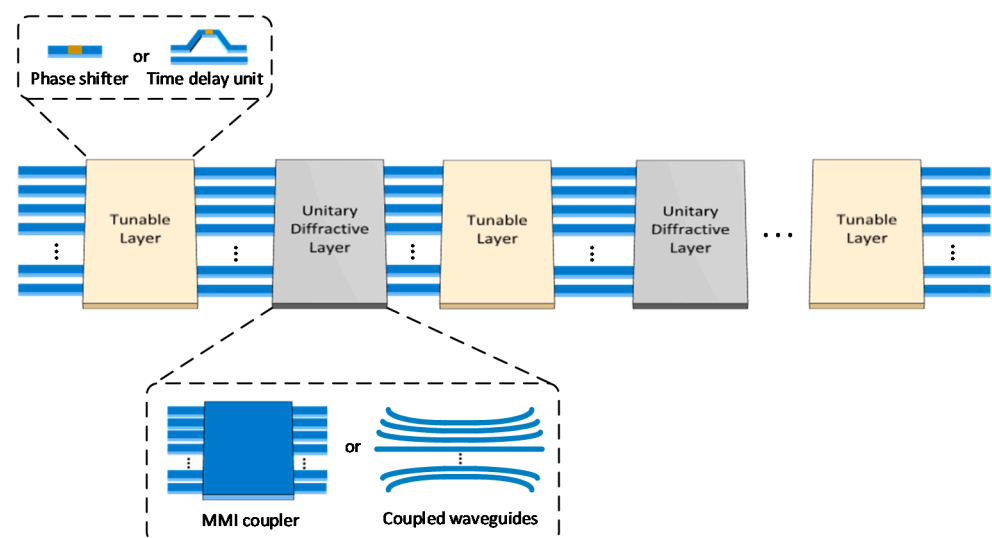 or
Phase shifter
Time delay unit
Tunable
Layer
Unitary
Diffractive
Layer
Tunable
Layer
Unitary
Diffractive
Layer
Tunable
Layer
or
MMI coupler
Coupled waveguides